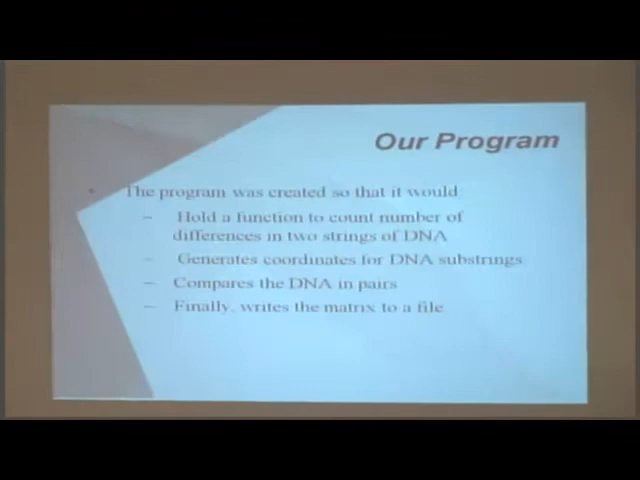 Our Program
• The program was created so that it would
– Hold a function to count number of
differences in two strings of DNA
– Generates coordinates for DNA substrings
– Compares the DNA in pairs
– Finally, writes the matrix to a file